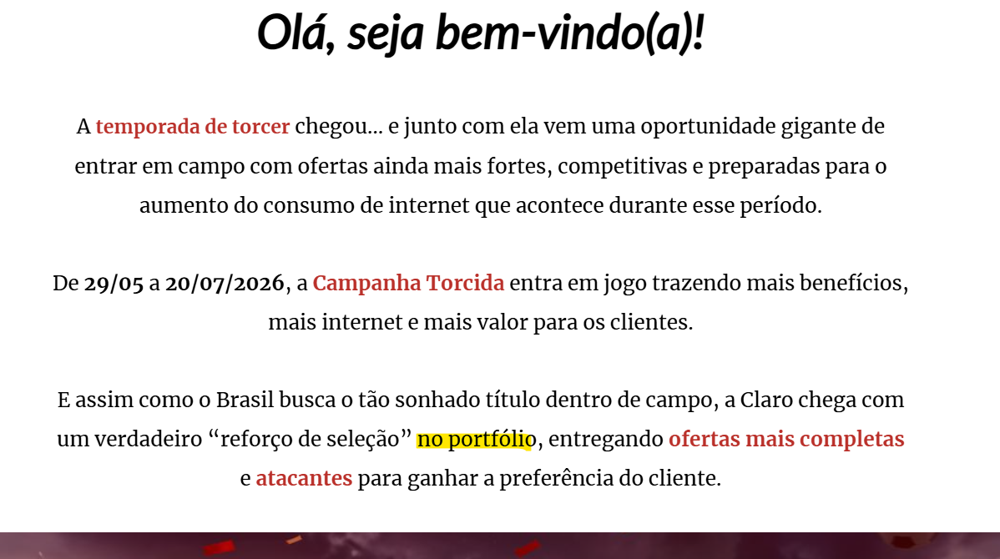 Olá, seja bem-vindo(a)!
A temporada de torcer chegou... e junto com ela vem uma oportunidade gigante de
entrar em campo com ofertas ainda mais fortes, competitivas e preparadas para o
aumento do consumo de internet que acontece durante esse período.
De 29/05 a 20/07/2026, a Campanha Torcida entra em jogo trazendo mais benefícios,
mais internet e mais valor para os clientes.
E assim como o Brasil busca o tão sonhado título dentro de campo, a Claro chega com
um verdadeiro “reforço de seleção” no portfólio, entregando ofertas mais completas
e atacantes para ganhar a preferência do cliente.